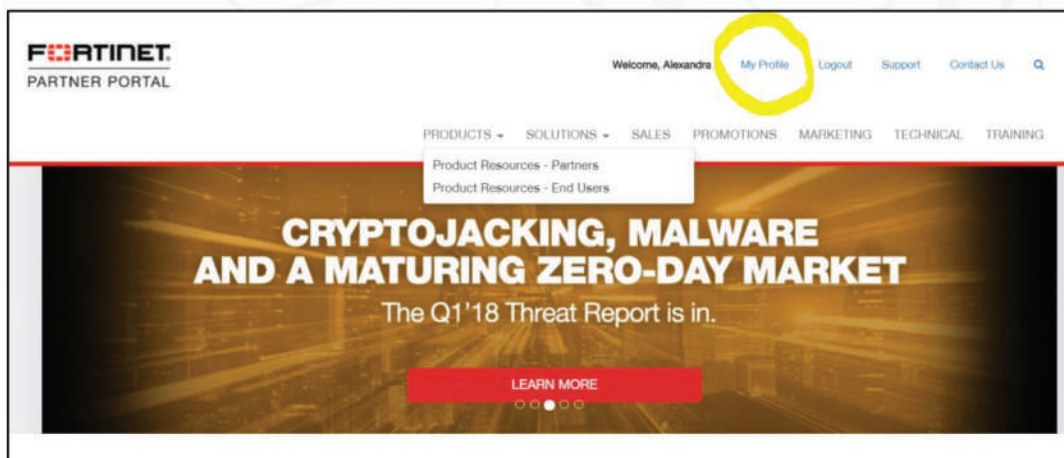 FORTINET
PARTNER PORTAL
Welcome, Alexandra My Profile Logout Support Contact Us
PRODUCTS SOLUTIONS SALES PROMOTIONS MARKETING TECHNICAL TRAINING
Product Resources - Partners
Product Resources - End Users
CRYPTOJACKING, MALWARE
AND A MATURING ZERO-DAY MARKET
The Q1'18 Threat Report is in.
LEARN MORE